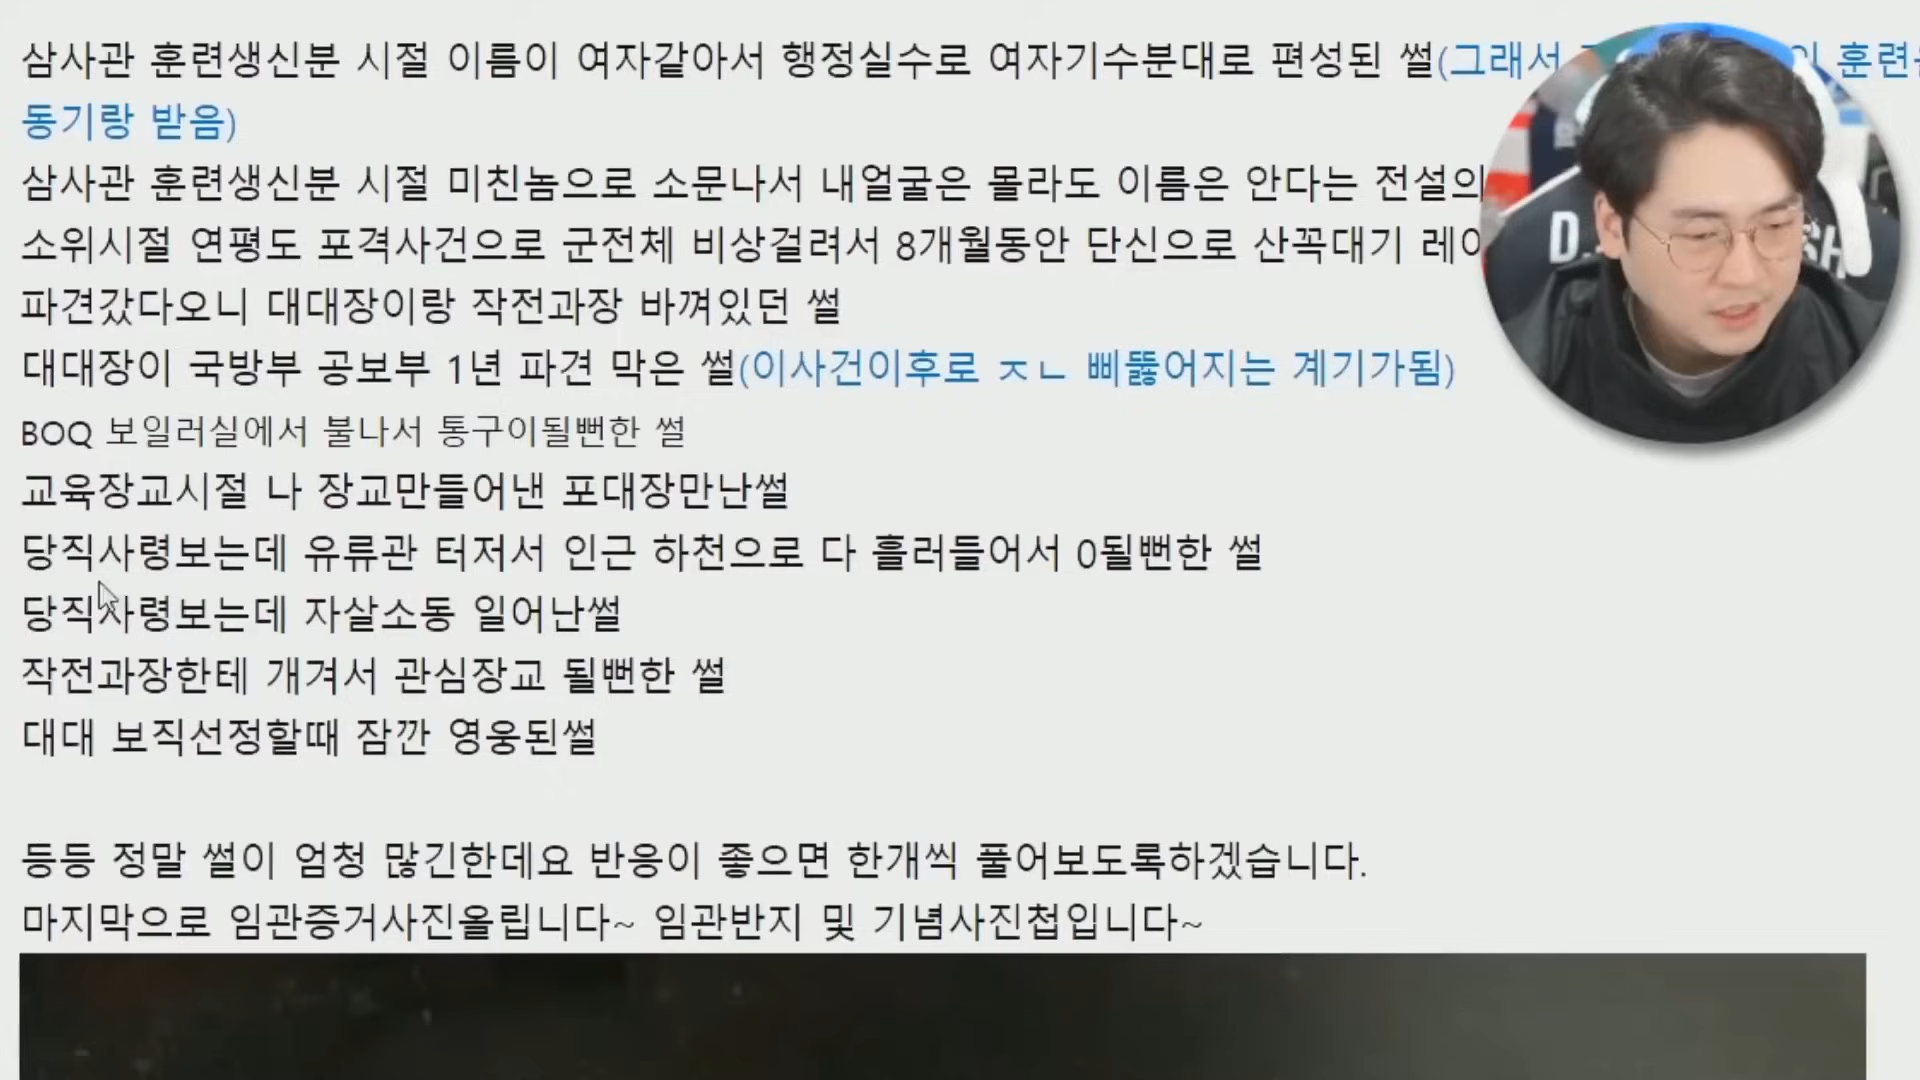 삼사관 훈련생신분 시절 이름이 여자같아서 행정실수로 여자기수분대로 편성된 썰(그래서 훈련을
동기랑 받음)
삼사관 훈련생신분 시절 미친놈으로 소문나서 내얼굴은 몰라도 이름은 안다는 전설의
소위시절 연평도 포격사건으로 군전체 비상걸려서 8개월동안 단신으로 산꼭대기
파견갔다오니 대대장이랑 작전과장 바껴있던 썰
대대장이 국방부 공보부 1년 파견 막은 썰(이사건이후로 ㅈㄴ 삐뚫어지는 계기가됨)
BOQ 보일러실에서 불나서 통구이될뻔한 썰
교육장교시절 나 장교만들어낸 포대장만난썰
당직사령보는데 유류관 터저서 인근 하천으로 다 흘러들어서 0될뻔한 썰
당직사령보는데 자살소동 일어난썰
작전과장한테 개겨서 관심장교 될뻔한 썰
대대 보직선정할때 잠깐 영웅된썰
등등 정말 썰이 엄청 많긴한데요 반응이 좋으면 한개씩 풀어보도록하겠습니다.
마지막으로 임관증거사진올립니다~ 임관반지 및 기념사진첩입니다~